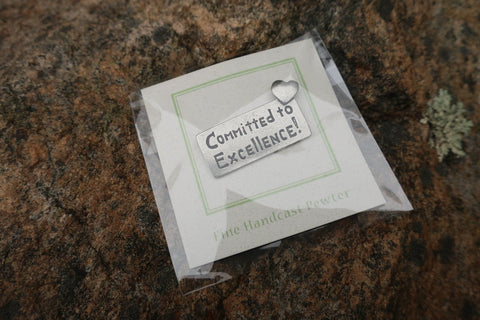 Committed to
Excellence!
Fine Handcast Pewter